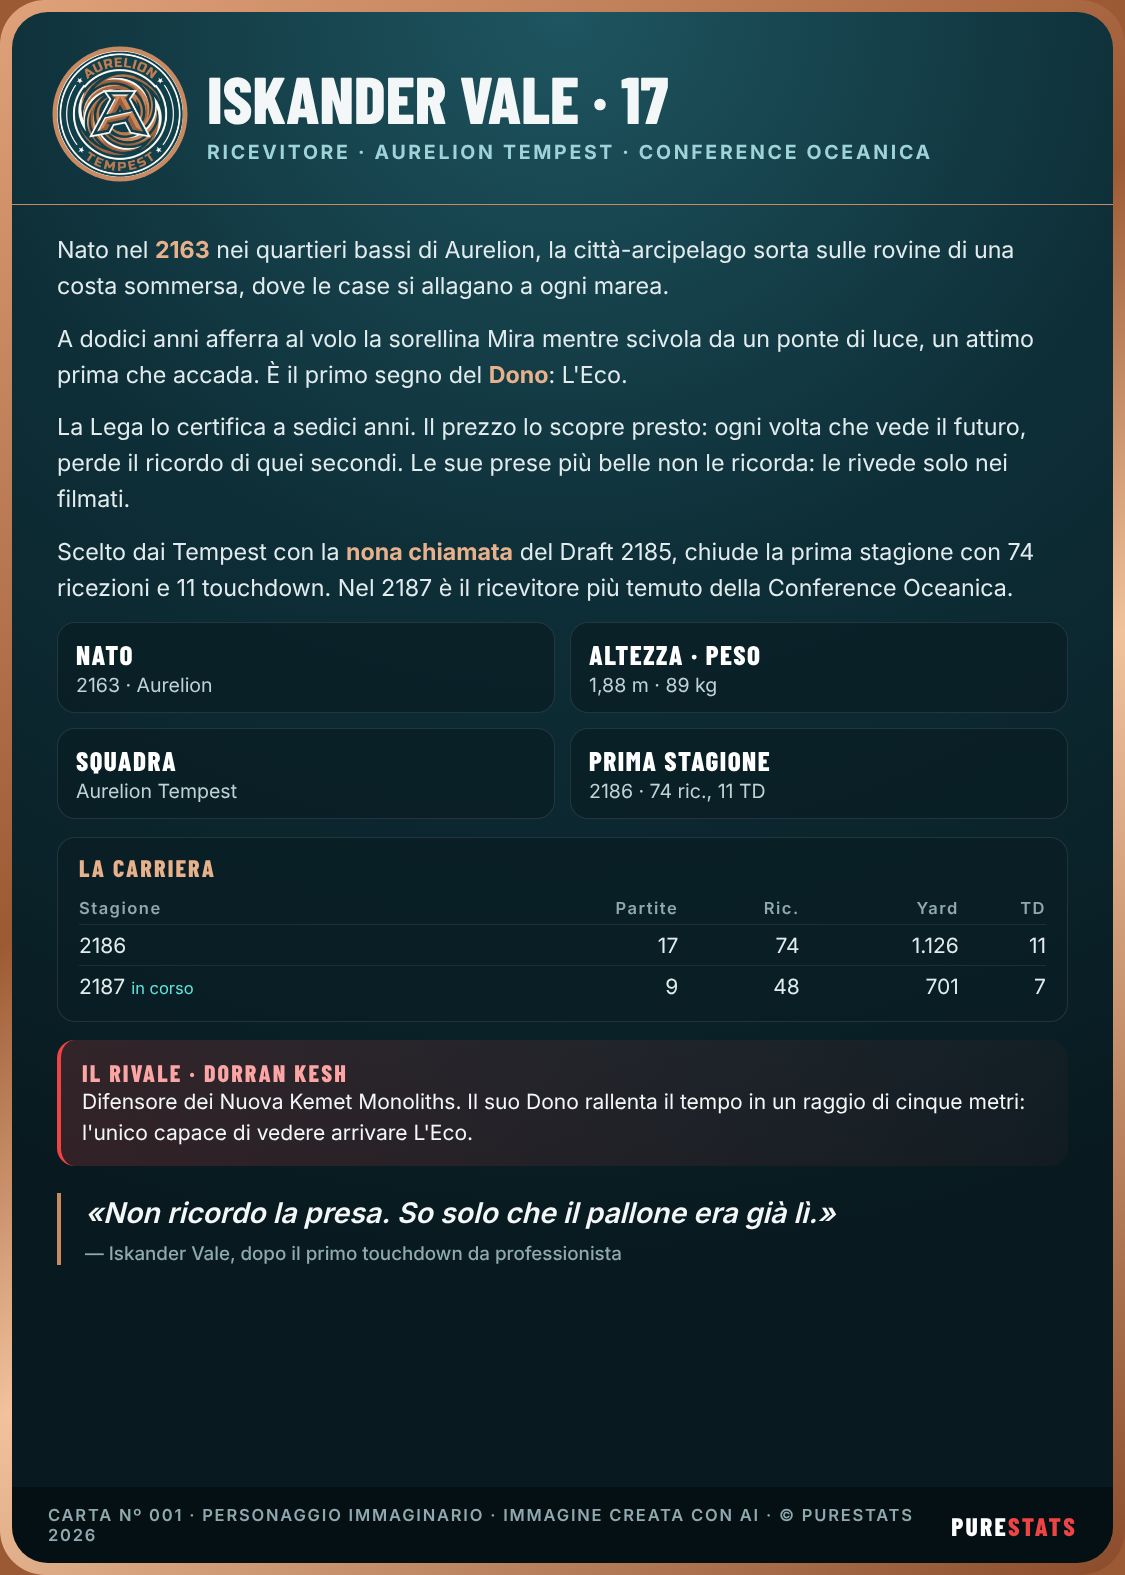 AURELION
A
TEMPEST
ISKANDER VALE · 17
RICEVITORE · AURELION TEMPEST · CONFERENCE OCEANICA
Nato nel 2163 nei quartieri bassi di Aurelion, la città-arcipelago sorta sulle rovine di una
costa sommersa, dove le case si allagano a ogni marea.
A dodici anni afferra al volo la sorellina Mira mentre scivola da un ponte di luce, un attimo
prima che accada. È il primo segno del Dono: L'Eco.
La Lega lo certifica a sedici anni. Il prezzo lo scopre presto: ogni volta che vede il futuro,
perde il ricordo di quei secondi. Le sue prese più belle non le ricorda: le rivede solo nei
filmati.
Scelto dai Tempest con la nona chiamata del Draft 2185, chiude la prima stagione con 74
ricezioni e 11 touchdown. Nel 2187 è il ricevitore più temuto della Conference Oceanica.
NATO
2163 · Aurelion
ALTEZZA · PESO
1,88 m · 89 kg
SQUADRA
Aurelion Tempest
PRIMA STAGIONE
2186 · 74 ric., 11 TD
LA CARRIERA
Stagione Partite Ric. Yard TD
2186 17 74 1.126 11
2187 in corso 9 48 701 7
IL RIVALE · DORRAN KESH
Difensore dei Nuova Kemet Monoliths. Il suo Dono rallenta il tempo in un raggio di cinque metri:
l'unico capace di vedere arrivare L'Eco.
«Non ricordo la presa. So solo che il pallone era già lì.»
— Iskander Vale, dopo il primo touchdown da professionista
CARTA Nº 001 · PERSONAGGIO IMMAGINARIO · IMMAGINE CREATA CON AI · © PURESTATS
2026
PURESTATS